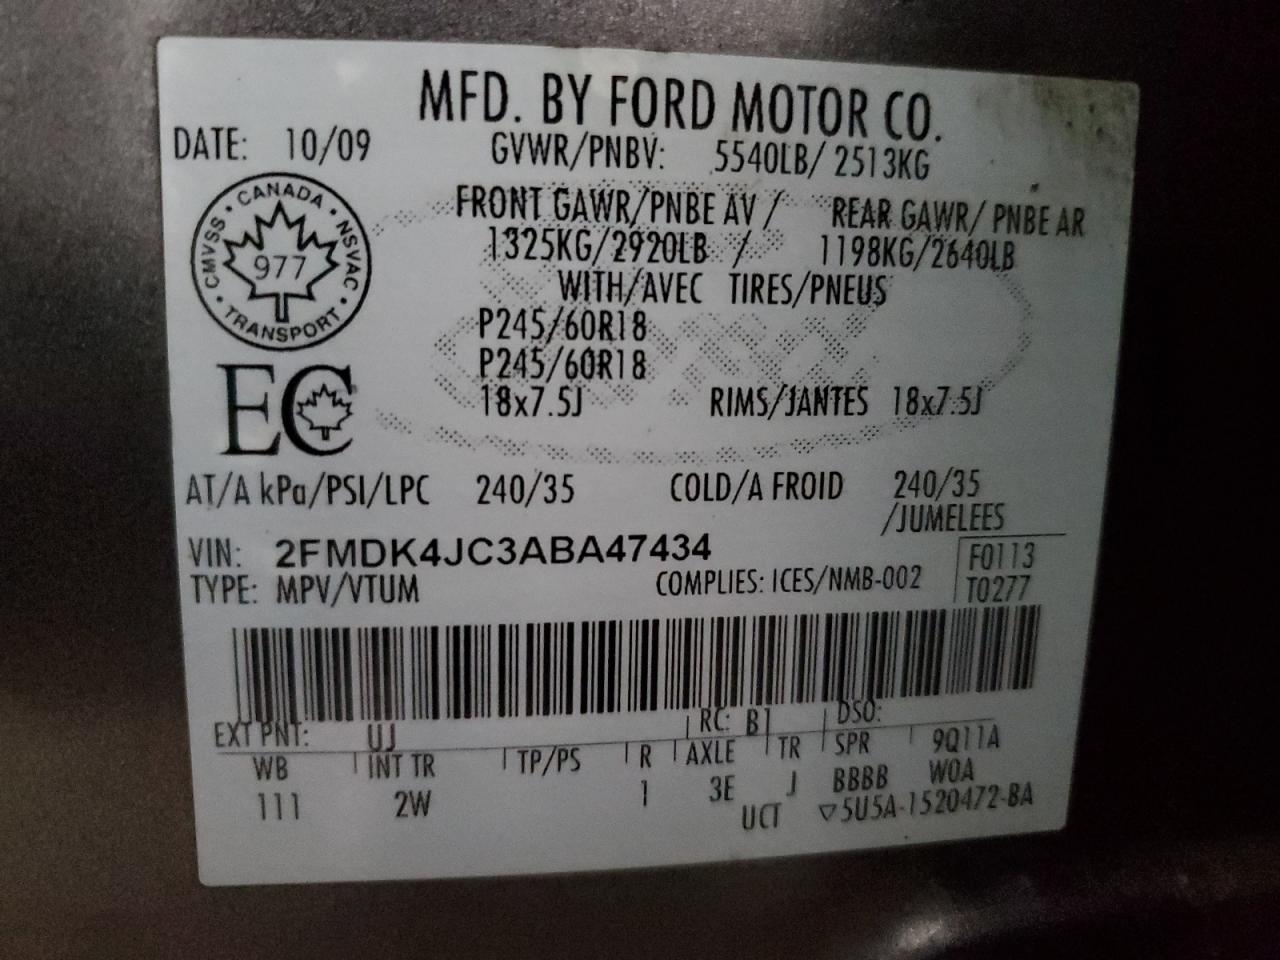 MFD. BY FORD MOTOR CO.
DATE: 10/09 GVWR/PNBV: 5540LB/ 2513KG
FRONT GAWR/PNBE AV / REAR GAWR/ PNBE AR
1325KG/2920LB / 1198KG/2640LB
WITH/AVEC TIRES/PNEUS
CANADA • NSVAC • TRANSPORT • CMVSS •
977
P245/60R18
P245/60R18
EC
18x7.5J RIMS/JANTES 18x7.5J
AT/A kPa/PSI/LPC 240/35 COLD/A FROID 240/35
/JUMELEES
VIN: 2FMDK4JC3ABA47434 F0113
TYPE: MPV/VTUM COMPLIES: ICES/NMB-002 T0277
EXT PNT: UJ RC: B1 DSO:
WB INT TR TP/PS R AXLE TR SPR 9Q11A
111 2W 1 3E J BBBB W0A
UCT ▽5U5A-1520472-BA